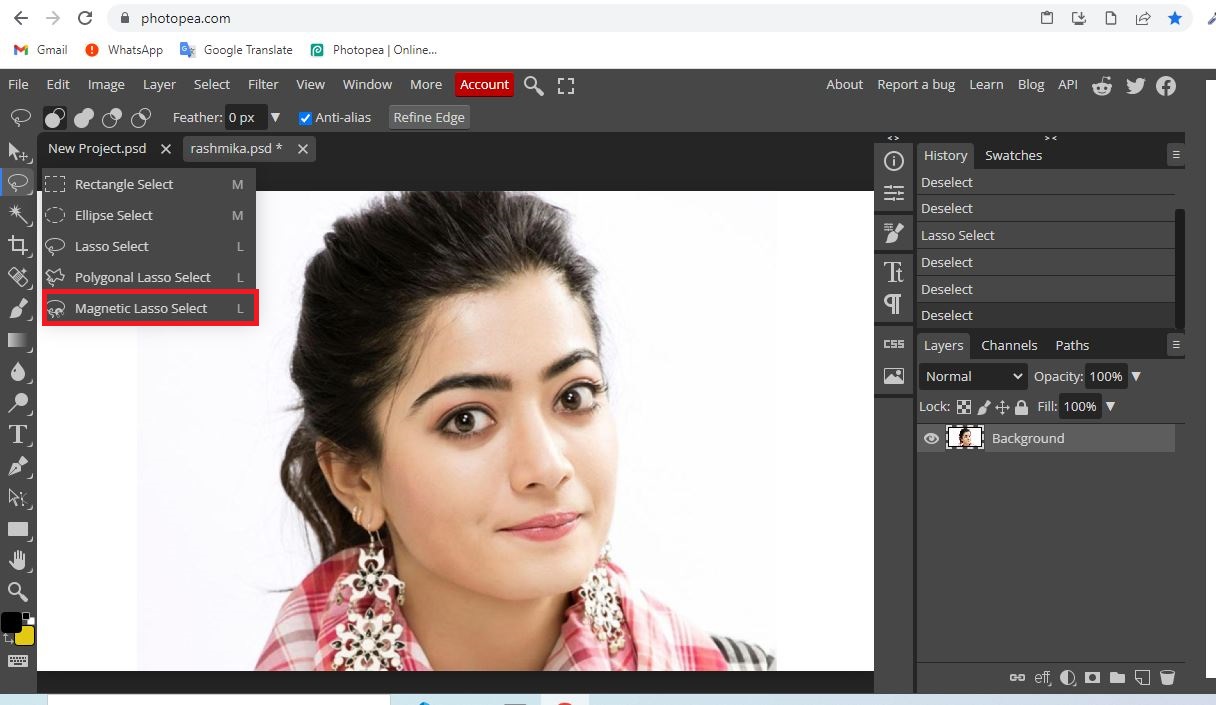 photopea.com
Gmail WhatsApp Google Translate Photopea | Online...
File Edit Image Layer Select Filter View Window More Account About Report a bug Learn Blog API
Feather: 0 px ▼ Anti-alias Refine Edge
New Project.psd ✕ rashmika.psd * ✕
Rectangle Select M
Ellipse Select M
Lasso Select L
Polygonal Lasso Select L
Magnetic Lasso Select L
T
< >
Tt
¶
CSS
> <
History Swatches
Deselect
Deselect
Lasso Select
Deselect
Deselect
Deselect
Layers Channels Paths
Normal Opacity: 100% ▼
Lock: Fill: 100% ▼
Background
eff